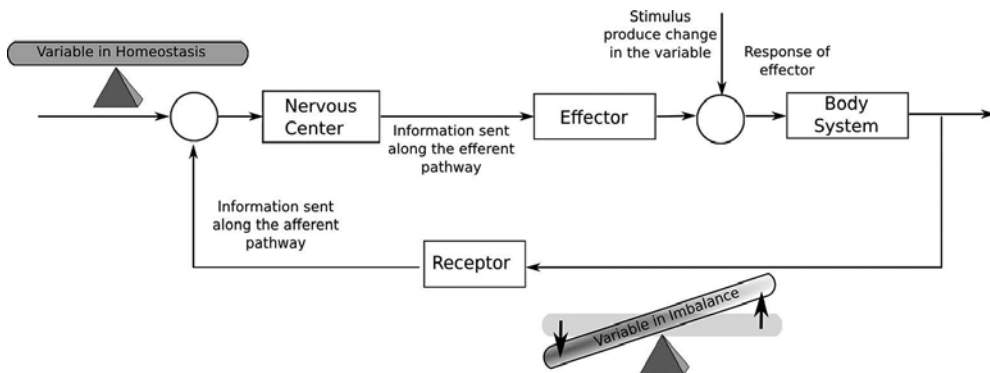 Variable in Homeostasis
Stimulus
produce change
in the variable
Response of
effector
Nervous
Center
Information sent
along the efferent
pathway
Effector
Body
System
Information sent
along the afferent
pathway
Receptor
Variable in Imbalance